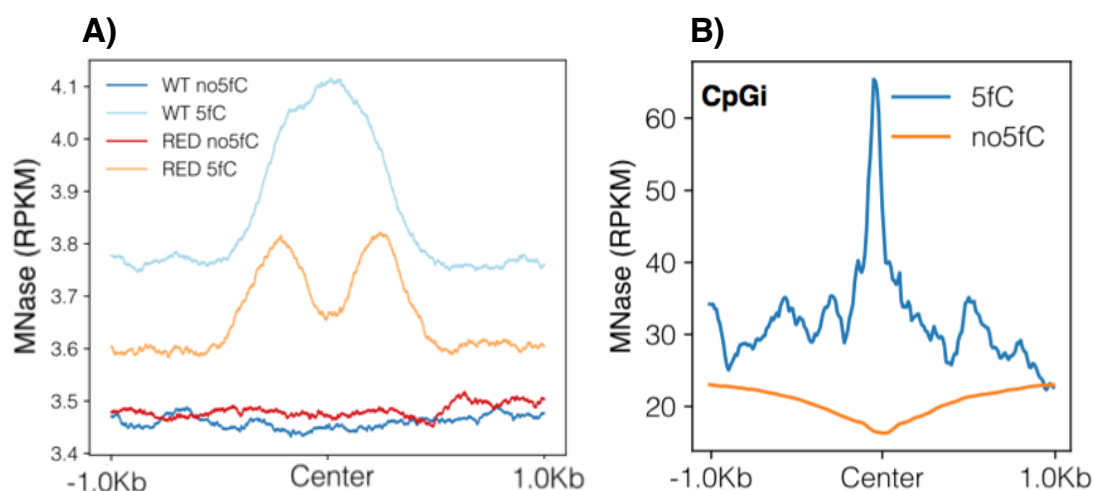 A)
MNase (RPKM)
4.1
4.0
3.9
3.8
3.7
3.6
3.5
3.4
WT no5fC
WT 5fC
RED no5fC
RED 5fC
-1.0Kb
Center
1.0Kb
B)
MNase (RPKM)
60
50
40
30
20
CpGi
5fC
no5fC
-1.0Kb
Center
1.0Kb